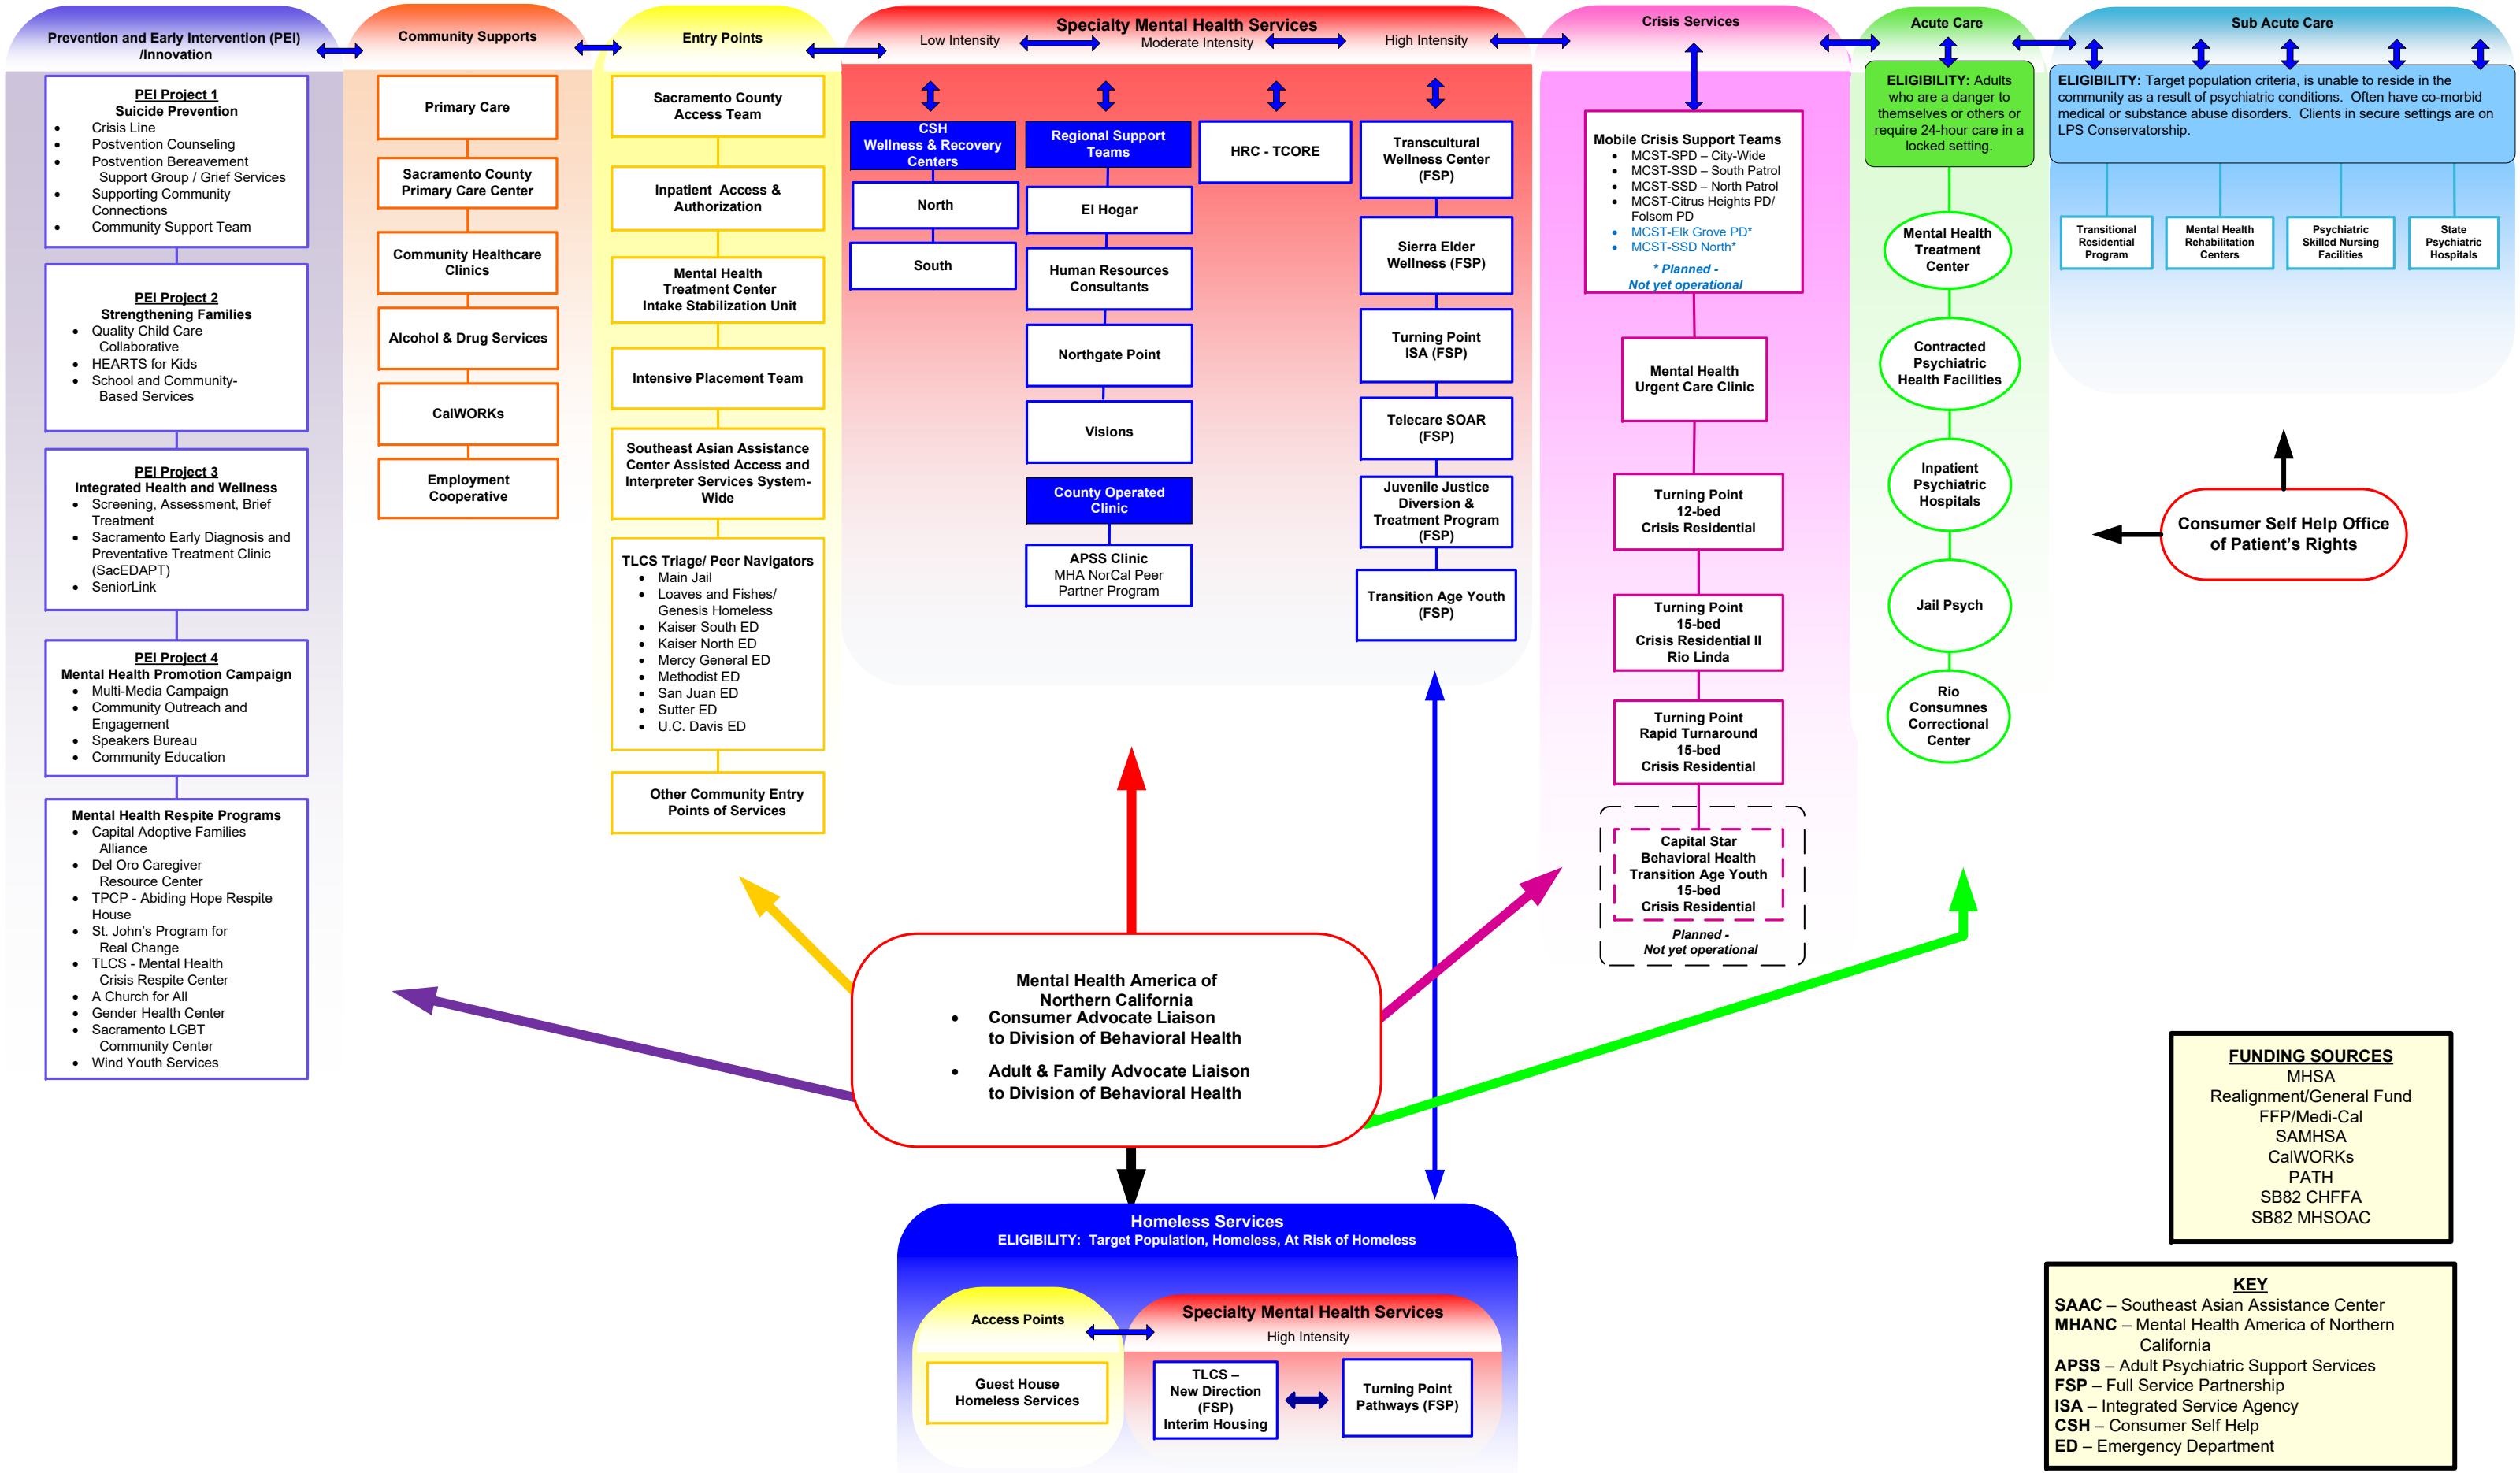 Prevention and Early Intervention (PEI)
/Innovation
PEI Project 1
Suicide Prevention
• Crisis Line
• Postvention Counseling
• Postvention Bereavement
Support Group / Grief Services
• Supporting Community
Connections
• Community Support Team
PEI Project 2
Strengthening Families
• Quality Child Care
Collaborative
• HEARTS for Kids
• School and Community-
Based Services
PEI Project 3
Integrated Health and Wellness
• Screening, Assessment, Brief
Treatment
• Sacramento Early Diagnosis and
Preventative Treatment Clinic
(SacEDAPT)
• SeniorLink
PEI Project 4
Mental Health Promotion Campaign
• Multi-Media Campaign
• Community Outreach and
Engagement
• Speakers Bureau
• Community Education
Mental Health Respite Programs
• Capital Adoptive Families
Alliance
• Del Oro Caregiver
Resource Center
• TPCP - Abiding Hope Respite
House
• St. John's Program for
Real Change
• TLCS - Mental Health
Crisis Respite Center
• A Church for All
• Gender Health Center
• Sacramento LGBT
Community Center
• Wind Youth Services
Community Supports
Primary Care
Sacramento County
Primary Care Center
Community Healthcare
Clinics
Alcohol & Drug Services
CalWORKs
Employment
Cooperative
Entry Points
Sacramento County
Access Team
Inpatient Access &
Authorization
Mental Health
Treatment Center
Intake Stabilization Unit
Intensive Placement Team
Southeast Asian Assistance
Center Assisted Access and
Interpreter Services System-
Wide
TLCS Triage/ Peer Navigators
• Main Jail
• Loaves and Fishes/
Genesis Homeless
• Kaiser South ED
• Kaiser North ED
• Mercy General ED
• Methodist ED
• San Juan ED
• Sutter ED
• U.C. Davis ED
Other Community Entry
Points of Services
Specialty Mental Health Services
Low Intensity
Moderate Intensity
High Intensity
CSH
Wellness & Recovery
Centers
North
South
Regional Support
Teams
El Hogar
Human Resources
Consultants
Northgate Point
Visions
County Operated
Clinic
APSS Clinic
MHA NorCal Peer
Partner Program
HRC - TCORE
Transcultural
Wellness Center
(FSP)
Sierra Elder
Wellness (FSP)
Turning Point
ISA (FSP)
Telecare SOAR
(FSP)
Juvenile Justice
Diversion &
Treatment Program
(FSP)
Transition Age Youth
(FSP)
Crisis Services
Mobile Crisis Support Teams
• MCST-SPD – City-Wide
• MCST-SSD – South Patrol
• MCST-SSD – North Patrol
• MCST-Citrus Heights PD/
Folsom PD
• MCST-Elk Grove PD*
• MCST-SSD North*
* Planned -
Not yet operational
Mental Health
Urgent Care Clinic
Turning Point
12-bed
Crisis Residential
Turning Point
15-bed
Crisis Residential II
Rio Linda
Turning Point
Rapid Turnaround
15-bed
Crisis Residential
Capital Star
Behavioral Health
Transition Age Youth
15-bed
Crisis Residential
Planned -
Not yet operational
Acute Care
ELIGIBILITY: Adults
who are a danger to
themselves or others or
require 24-hour care in a
locked setting.
Mental Health
Treatment
Center
Contracted
Psychiatric
Health Facilities
Inpatient
Psychiatric
Hospitals
Jail Psych
Rio
Consumnes
Correctional
Center
Sub Acute Care
ELIGIBILITY: Target population criteria, is unable to reside in the
community as a result of psychiatric conditions. Often have co-morbid
medical or substance abuse disorders. Clients in secure settings are on
LPS Conservatorship.
Transitional
Residential
Program
Mental Health
Rehabilitation
Centers
Psychiatric
Skilled Nursing
Facilities
State
Psychiatric
Hospitals
Consumer Self Help Office
of Patient's Rights
Mental Health America of
Northern California
• Consumer Advocate Liaison
to Division of Behavioral Health
• Adult & Family Advocate Liaison
to Division of Behavioral Health
Homeless Services
ELIGIBILITY: Target Population, Homeless, At Risk of Homeless
Access Points
Guest House
Homeless Services
Specialty Mental Health Services
High Intensity
TLCS –
New Direction
(FSP)
Interim Housing
Turning Point
Pathways (FSP)
FUNDING SOURCES
MHSA
Realignment/General Fund
FFP/Medi-Cal
SAMHSA
CalWORKs
PATH
SB82 CHFFA
SB82 MHSOAC
KEY
SAAC – Southeast Asian Assistance Center
MHANC – Mental Health America of Northern
California
APSS – Adult Psychiatric Support Services
FSP – Full Service Partnership
ISA – Integrated Service Agency
CSH – Consumer Self Help
ED – Emergency Department